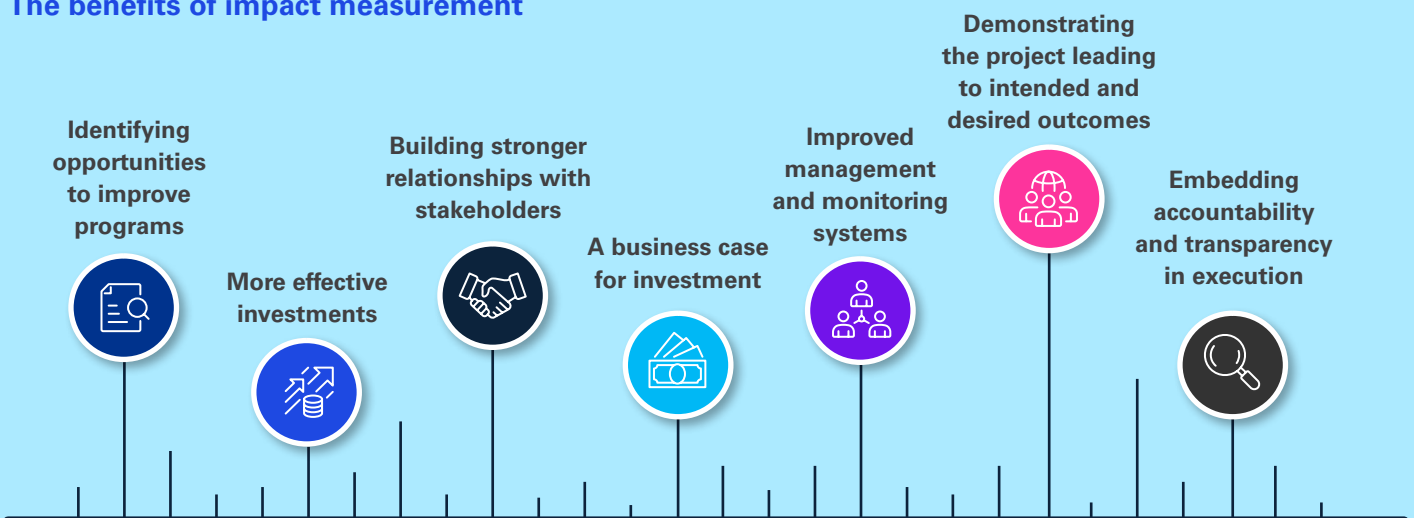 The benefits of impact measurement
Identifying
opportunities
to improve
programs
More effective
investments
Building stronger
relationships with
stakeholders
A business case
for investment
Improved
management
and monitoring
systems
Demonstrating
the project leading
to intended and
desired outcomes
Embedding
accountability
and transparency
in execution